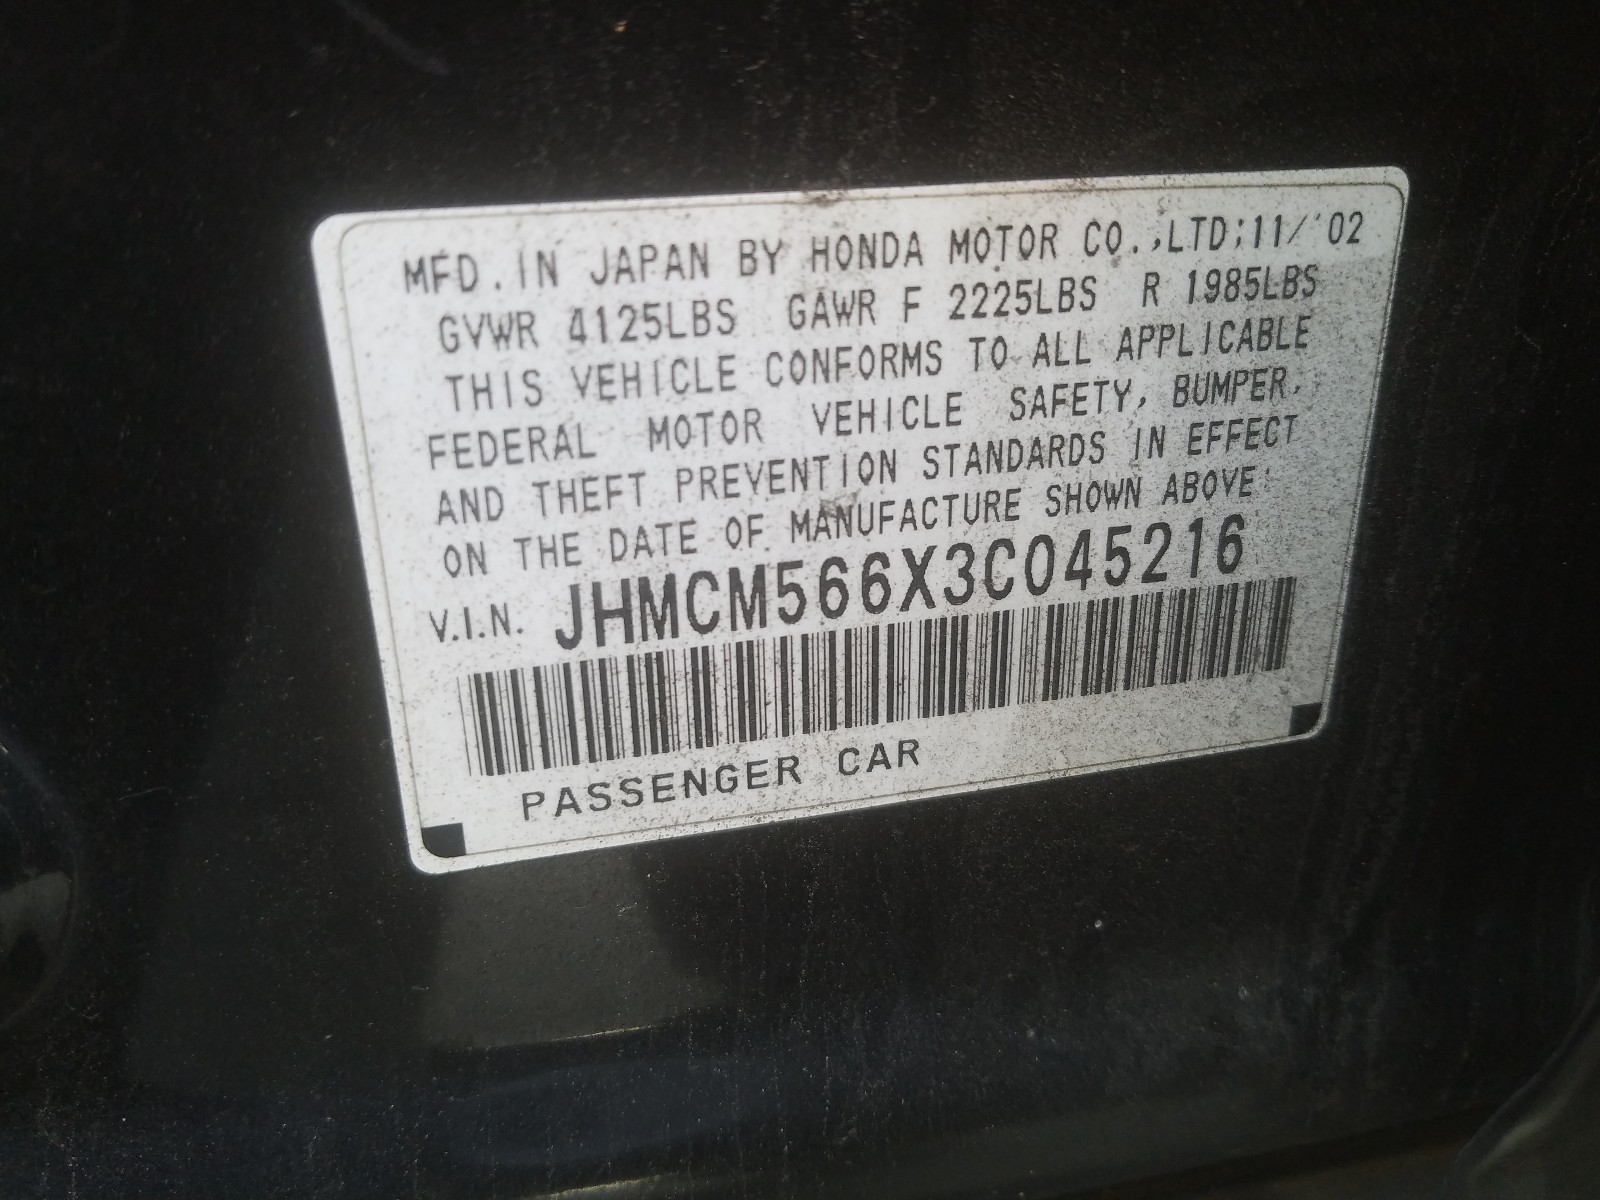 MFD. IN JAPAN BY HONDA MOTOR CO.,LTD;11/'02
GVWR 4125LBS GAWR F 2225LBS R 1985LBS
THIS VEHICLE CONFORMS TO ALL APPLICABLE
FEDERAL MOTOR VEHICLE SAFETY, BUMPER,
AND THEFT PREVENTION STANDARDS IN EFFECT
ON THE DATE OF MANUFACTURE SHOWN ABOVE:
V.I.N. JHMCM566X3C045216
PASSENGER CAR